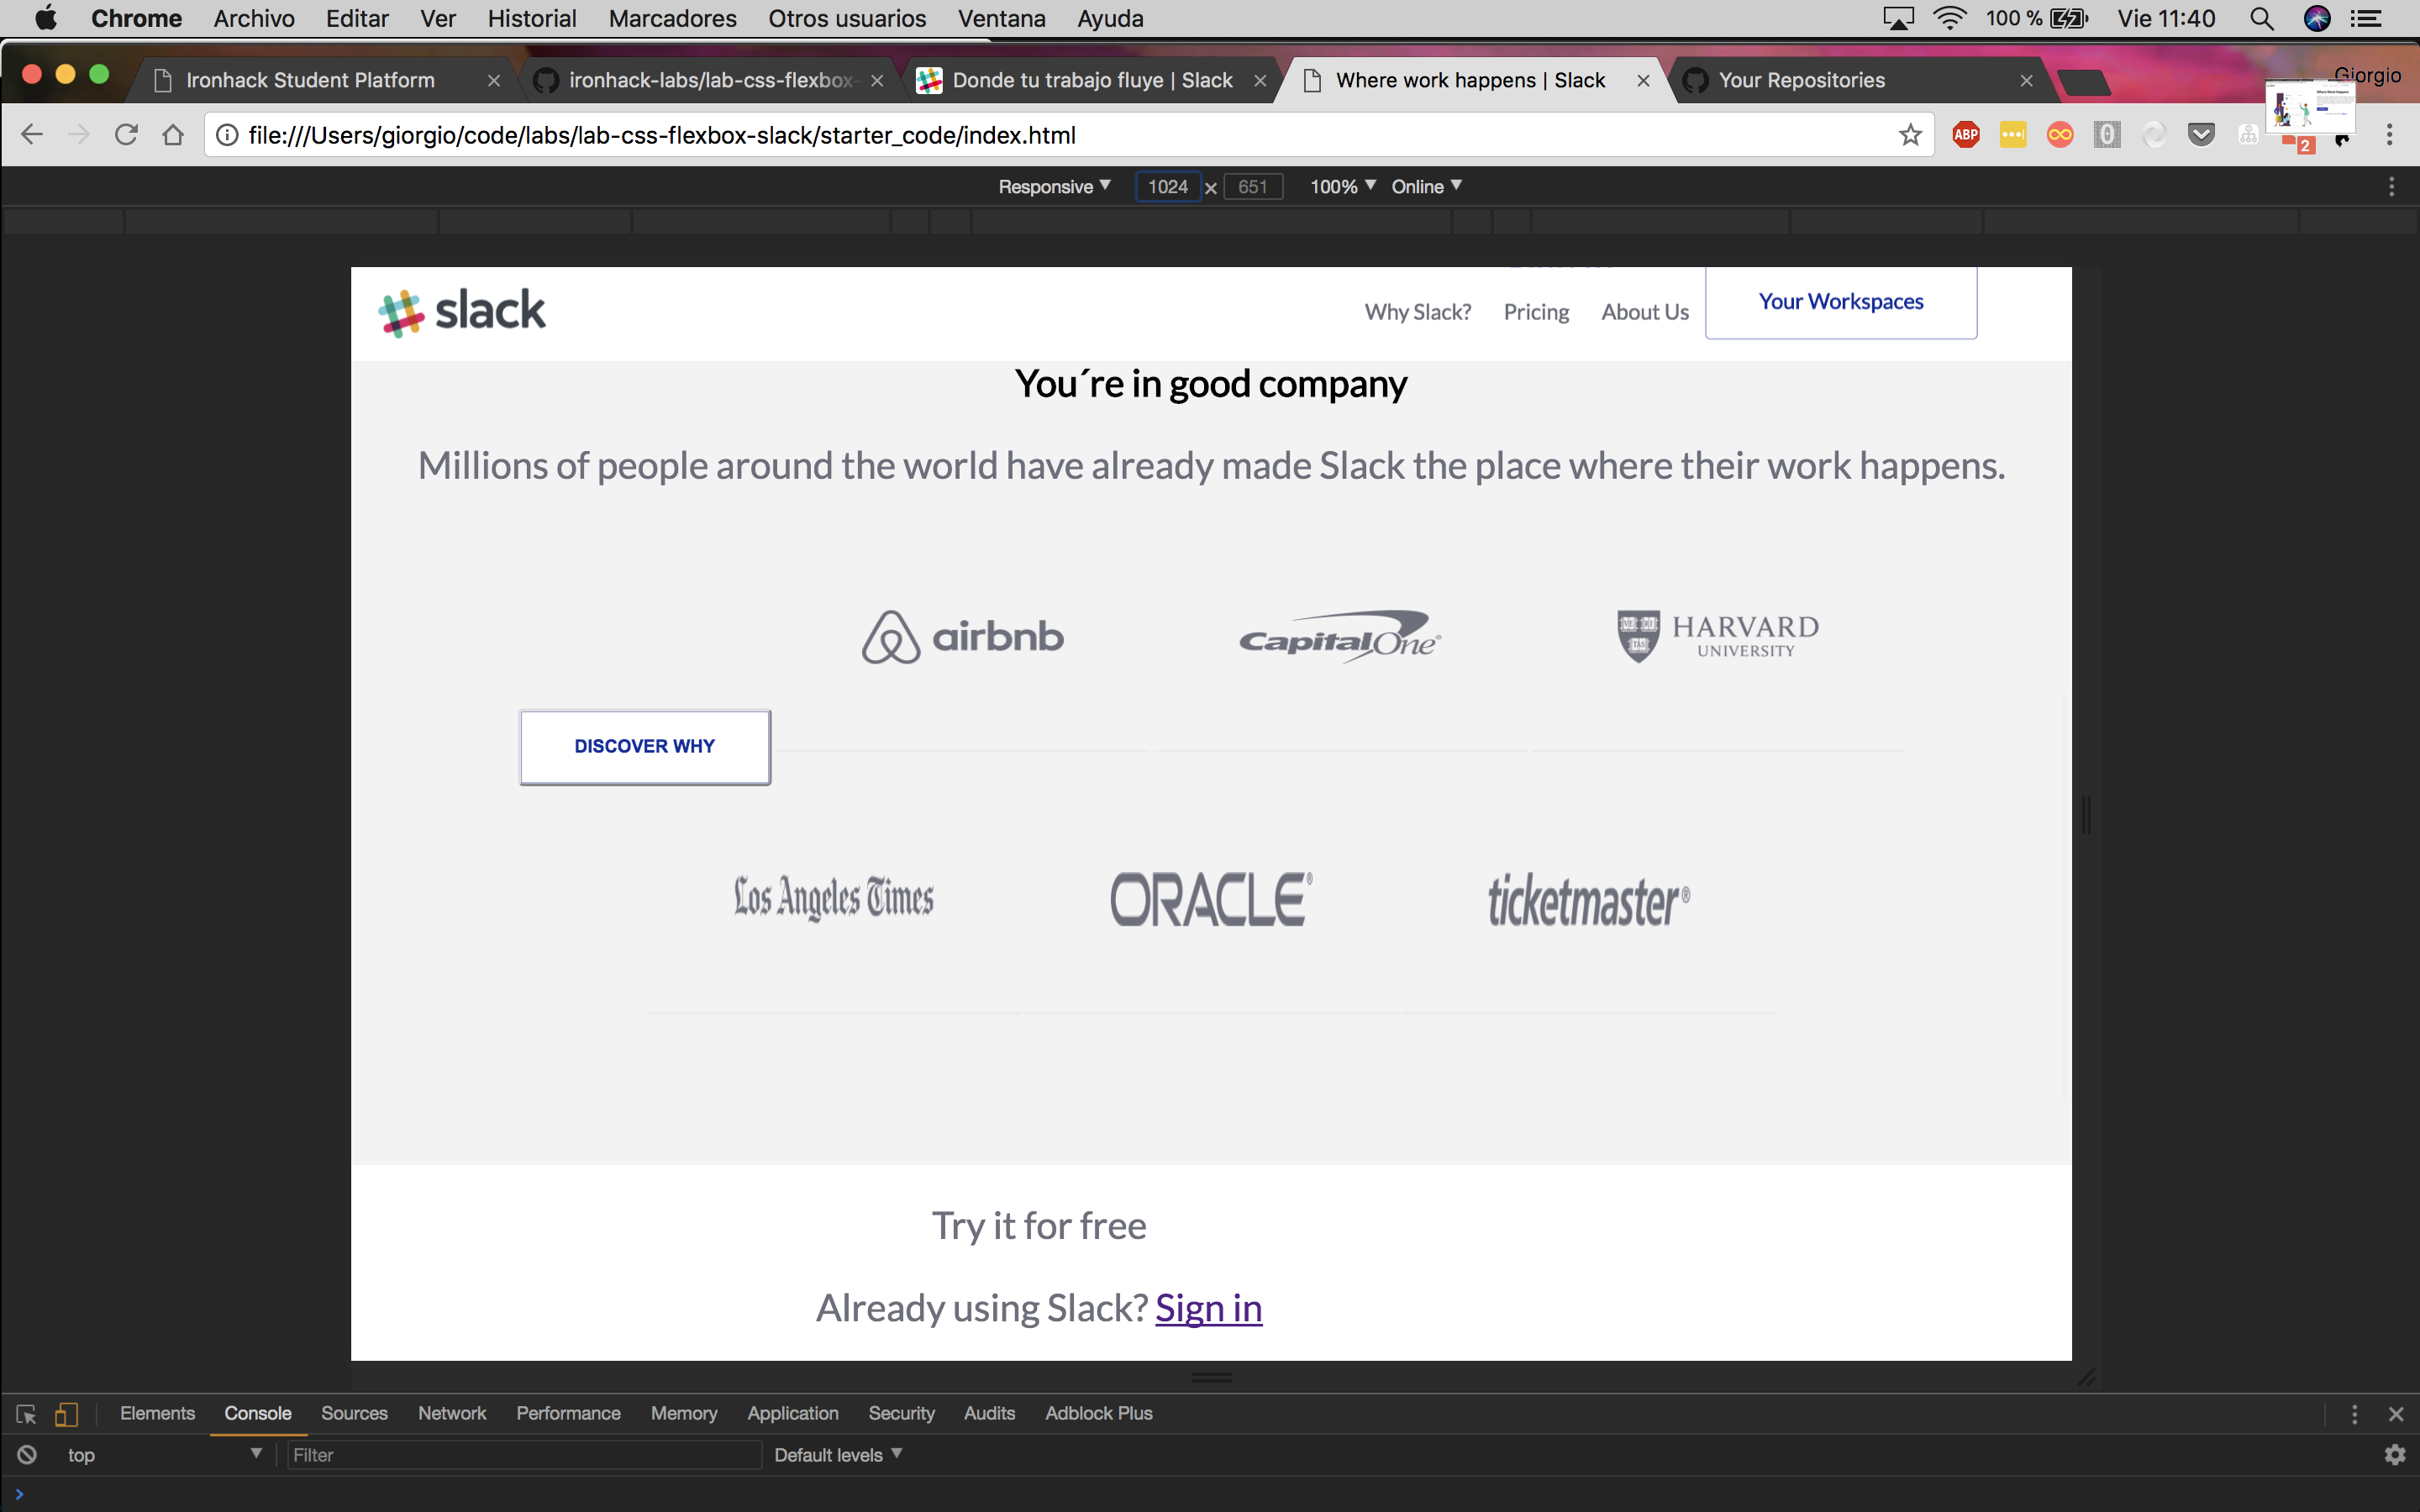 Chrome Archivo Editar Ver Historial Marcadores Otros usuarios Ventana Ayuda 100 % Vie 11:40
Ironhack Student Platform ironhack-labs/lab-css-flexbox- Donde tu trabajo fluye | Slack Where work happens | Slack Your Repositories Giorgio
file:///Users/giorgio/code/labs/lab-css-flexbox-slack/starter_code/index.html ABP 0 2
Responsive 1024 x 651 100% Online
slack Why Slack? Pricing About Us Your Workspaces
You´re in good company
Millions of people around the world have already made Slack the place where their work happens.
airbnb CapitalOne® HARVARD UNIVERSITY
DISCOVER WHY
Los Angeles Times ORACLE® ticketmaster®
Try it for free
Already using Slack? Sign in
Elements Console Sources Network Performance Memory Application Security Audits Adblock Plus
top Filter Default levels